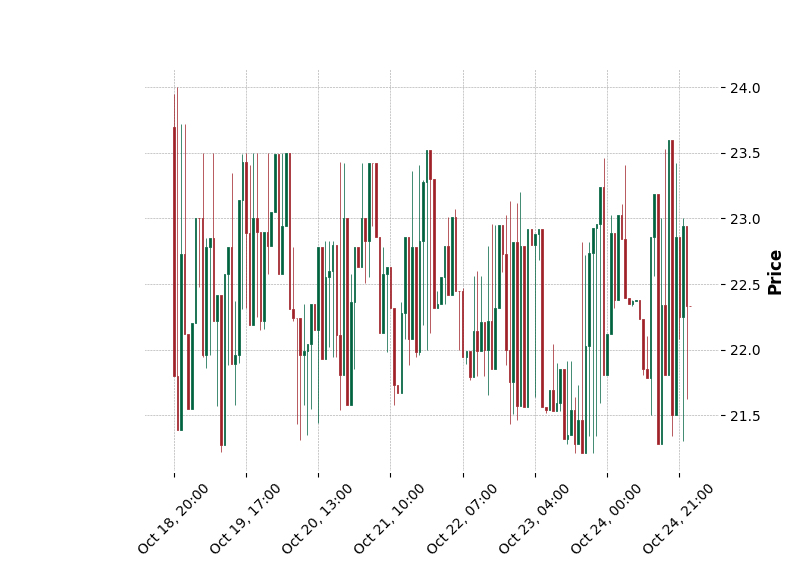 24.0
23.5
23.0
22.5
22.0
21.5
Price
Oct 18, 20:00
Oct 19, 17:00
Oct 20, 13:00
Oct 21, 10:00
Oct 22, 07:00
Oct 23, 04:00
Oct 24, 00:00
Oct 24, 21:00